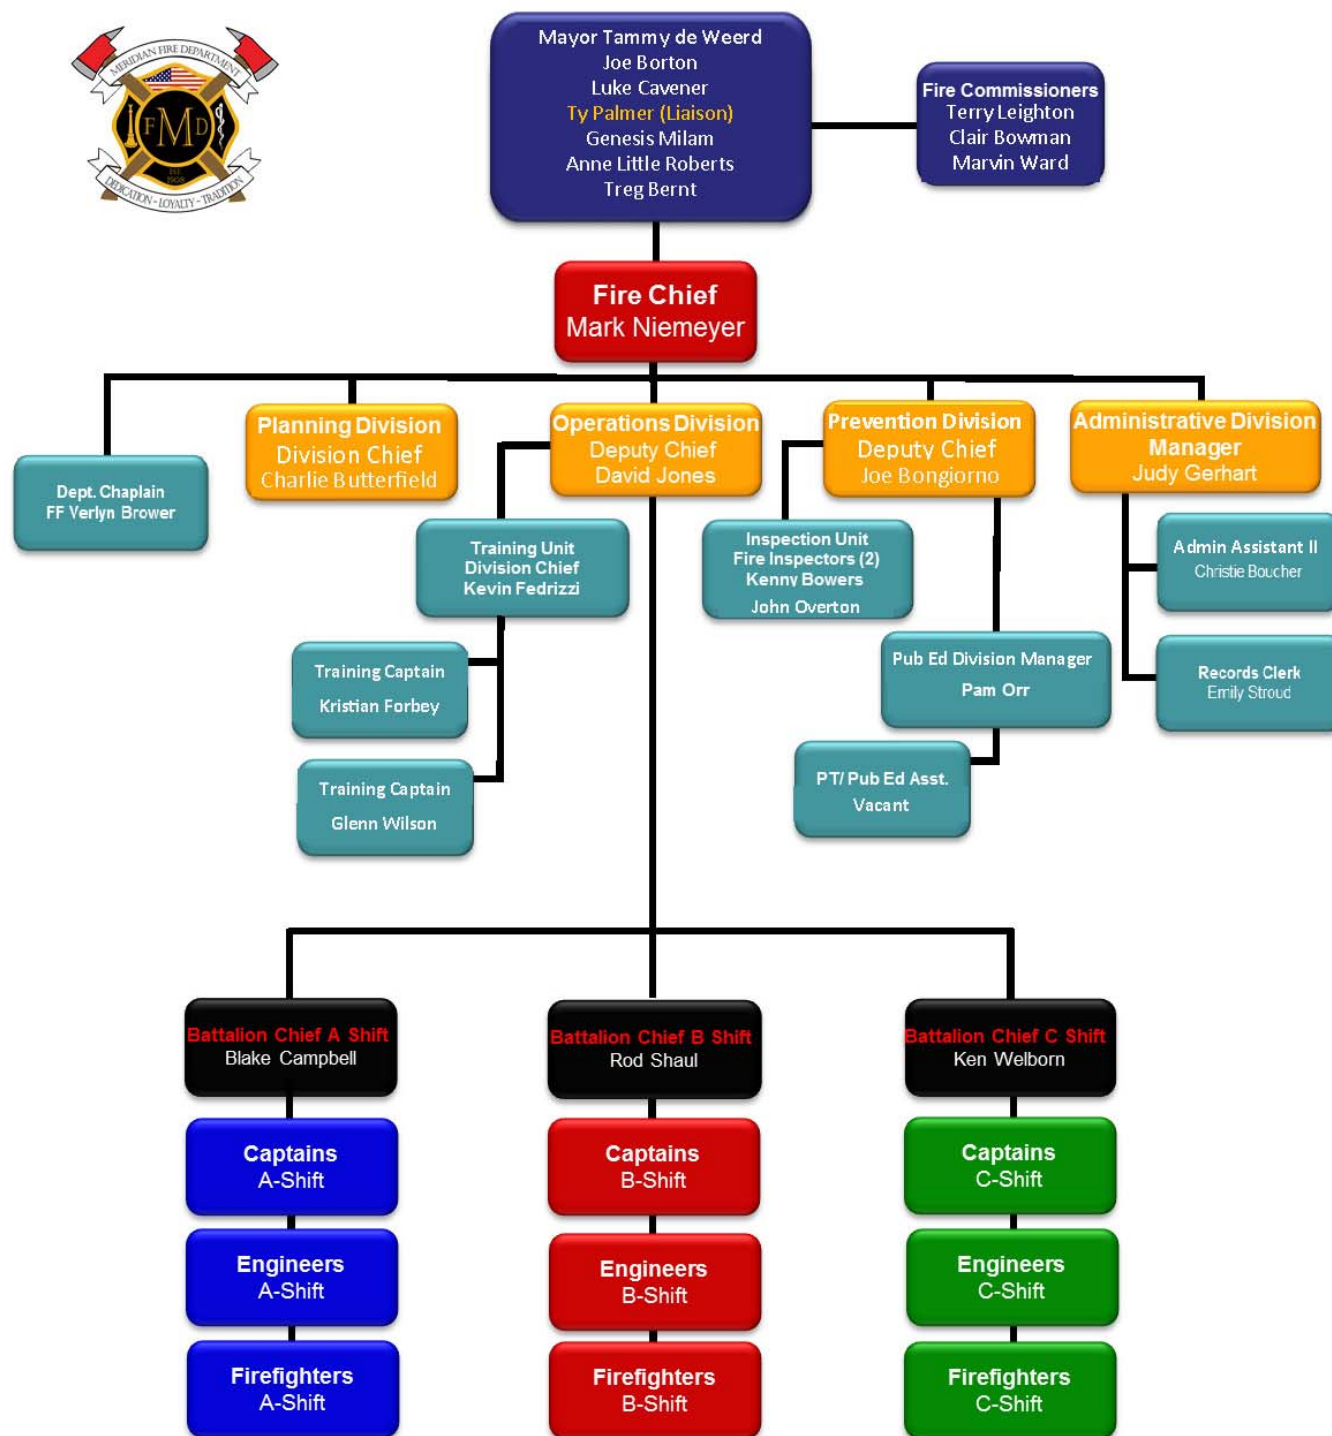 MERIDIAN FIRE DEPARTMENT
F M D
EST
1908
DEDICATION - LOYALTY - TRADITION
Mayor Tammy de Weerd
Joe Borton
Luke Cavener
Ty Palmer (Liaison)
Genesis Milam
Anne Little Roberts
Treg Bernt
Fire Commissioners
Terry Leighton
Clair Bowman
Marvin Ward
Fire Chief
Mark Niemeyer
Dept. Chaplain
FF Verlyn Brower
Planning Division
Division Chief
Charlie Butterfield
Operations Division
Deputy Chief
David Jones
Prevention Division
Deputy Chief
Joe Bongiorno
Administrative Division
Manager
Judy Gerhart
Training Unit
Division Chief
Kevin Fedrizzi
Training Captain
Kristian Forbey
Training Captain
Glenn Wilson
Inspection Unit
Fire Inspectors (2)
Kenny Bowers
John Overton
Pub Ed Division Manager
Pam Orr
PT/ Pub Ed Asst.
Vacant
Admin Assistant II
Christie Boucher
Records Clerk
Emily Stroud
Battalion Chief A Shift
Blake Campbell
Battalion Chief B Shift
Rod Shaul
Battalion Chief C Shift
Ken Welborn
Captains
A-Shift
Captains
B-Shift
Captains
C-Shift
Engineers
A-Shift
Engineers
B-Shift
Engineers
C-Shift
Firefighters
A-Shift
Firefighters
B-Shift
Firefighters
C-Shift